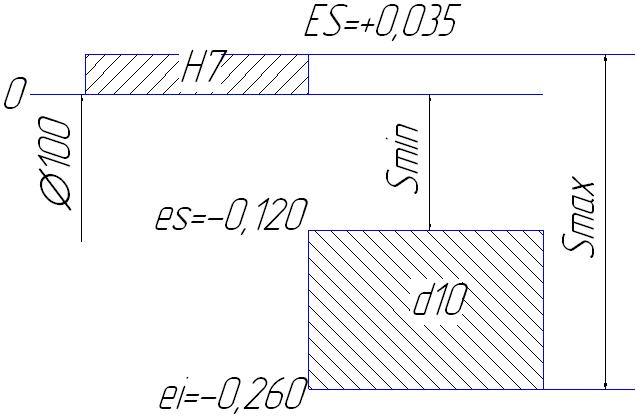 ES=+0,035
H7
0
Ø100
Smin
Smax
es=-0,120
d10
ei=-0,260